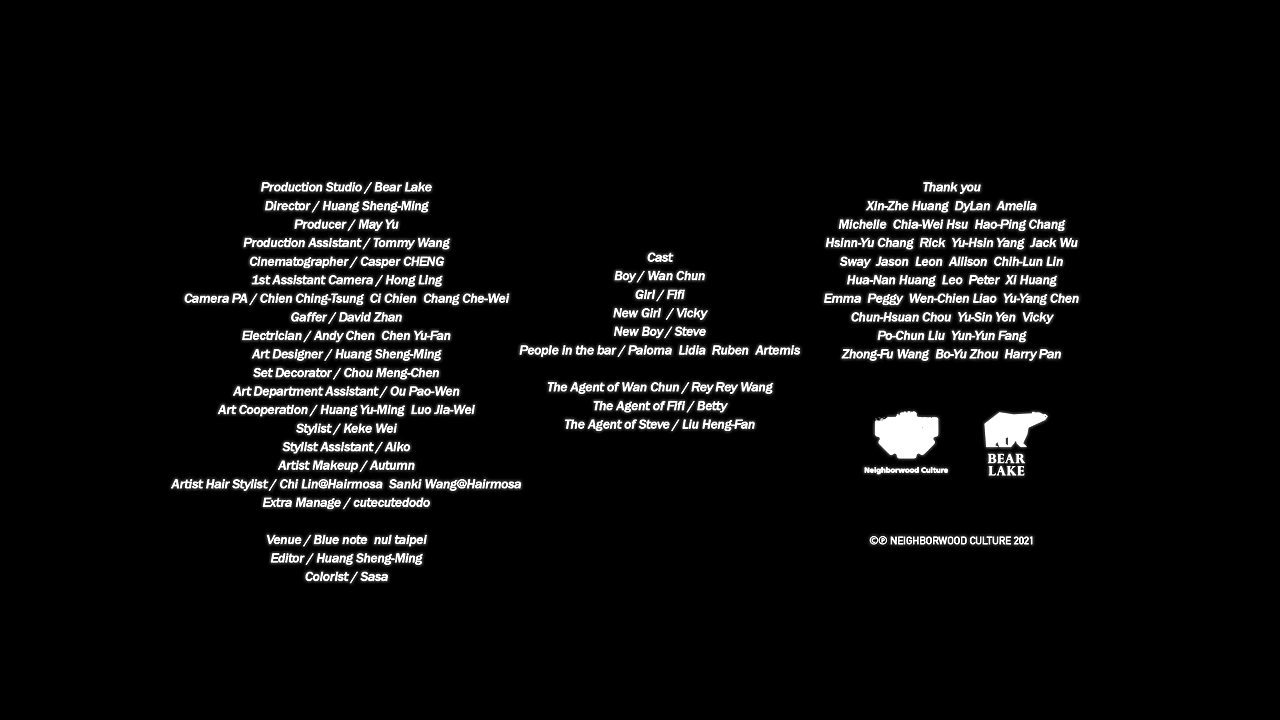 Production Studio / Bear Lake
Director / Huang Sheng-Ming
Producer / May Yu
Production Assistant / Tommy Wang
Cinematographer / Casper CHENG
1st Assistant Camera / Hong Ling
Camera PA / Chien Ching-Tsung  Ci Chien  Chang Che-Wei
Gaffer / David Zhan
Electrician / Andy Chen  Chen Yu-Fan
Art Designer / Huang Sheng-Ming
Set Decorator / Chou Meng-Chen
Art Department Assistant / Ou Pao-Wen
Art Cooperation / Huang Yu-Ming  Luo Jia-Wei
Stylist / Keke Wei
Stylist Assistant / Aiko
Artist Makeup / Autumn
Artist Hair Stylist / Chi Lin@Hairmosa  Sanki Wang@Hairmosa
Extra Manage / cutecutedodo
Venue / Blue note  nui taipei
Editor / Huang Sheng-Ming
Colorist / Sasa
Cast
Boy / Wan Chun
Girl / Fifi
New Girl  / Vicky
New Boy / Steve
People in the bar / Paloma  Lidia  Ruben  Artemis
The Agent of Wan Chun / Rey Rey Wang
The Agent of Fifi / Betty
The Agent of Steve / Liu Heng-Fan
Thank you
Xin-Zhe Huang  DyLan  Amelia
Michelle  Chia-Wei Hsu  Hao-Ping Chang
Hsinn-Yu Chang  Rick  Yu-Hsin Yang  Jack Wu
Sway  Jason  Leon  Allison  Chih-Lun Lin
Hua-Nan Huang  Leo  Peter  Xi Huang
Emma  Peggy  Wen-Chien Liao  Yu-Yang Chen
Chun-Hsuan Chou  Yu-Sin Yen  Vicky
Po-Chun Liu  Yun-Yun Fang
Zhong-Fu Wang  Bo-Yu Zhou  Harry Pan
Neighborwood Culture
BEAR
LAKE
©℗ NEIGHBORWOOD CULTURE 2021